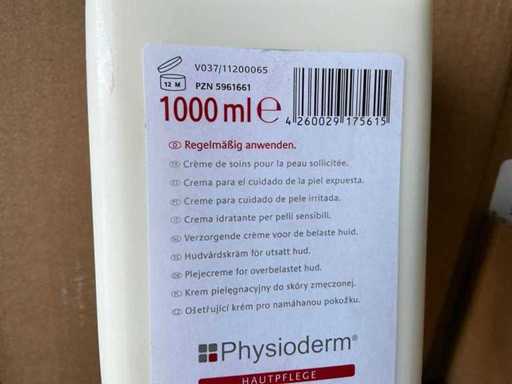 V037/11200065
12 M
PZN 5961661
1000 ml ℮
4 260029 175615
Regelmäßig anwenden.
Crème de soins pour la peau sollicitée.
Crema para el cuidado de la piel expuesta.
Creme para cuidado de pele irritada.
Crema idratante per pelli sensibili.
Verzorgende crème voor de belaste huid.
Hudvårdskräm för utsatt hud.
Plejecreme for overbelastet hud.
Krem pielęgnacyjny do skóry zmęczonej.
Ošetřující krém pro namáhanou pokožku.
Physioderm®
HAUTPFLEGE